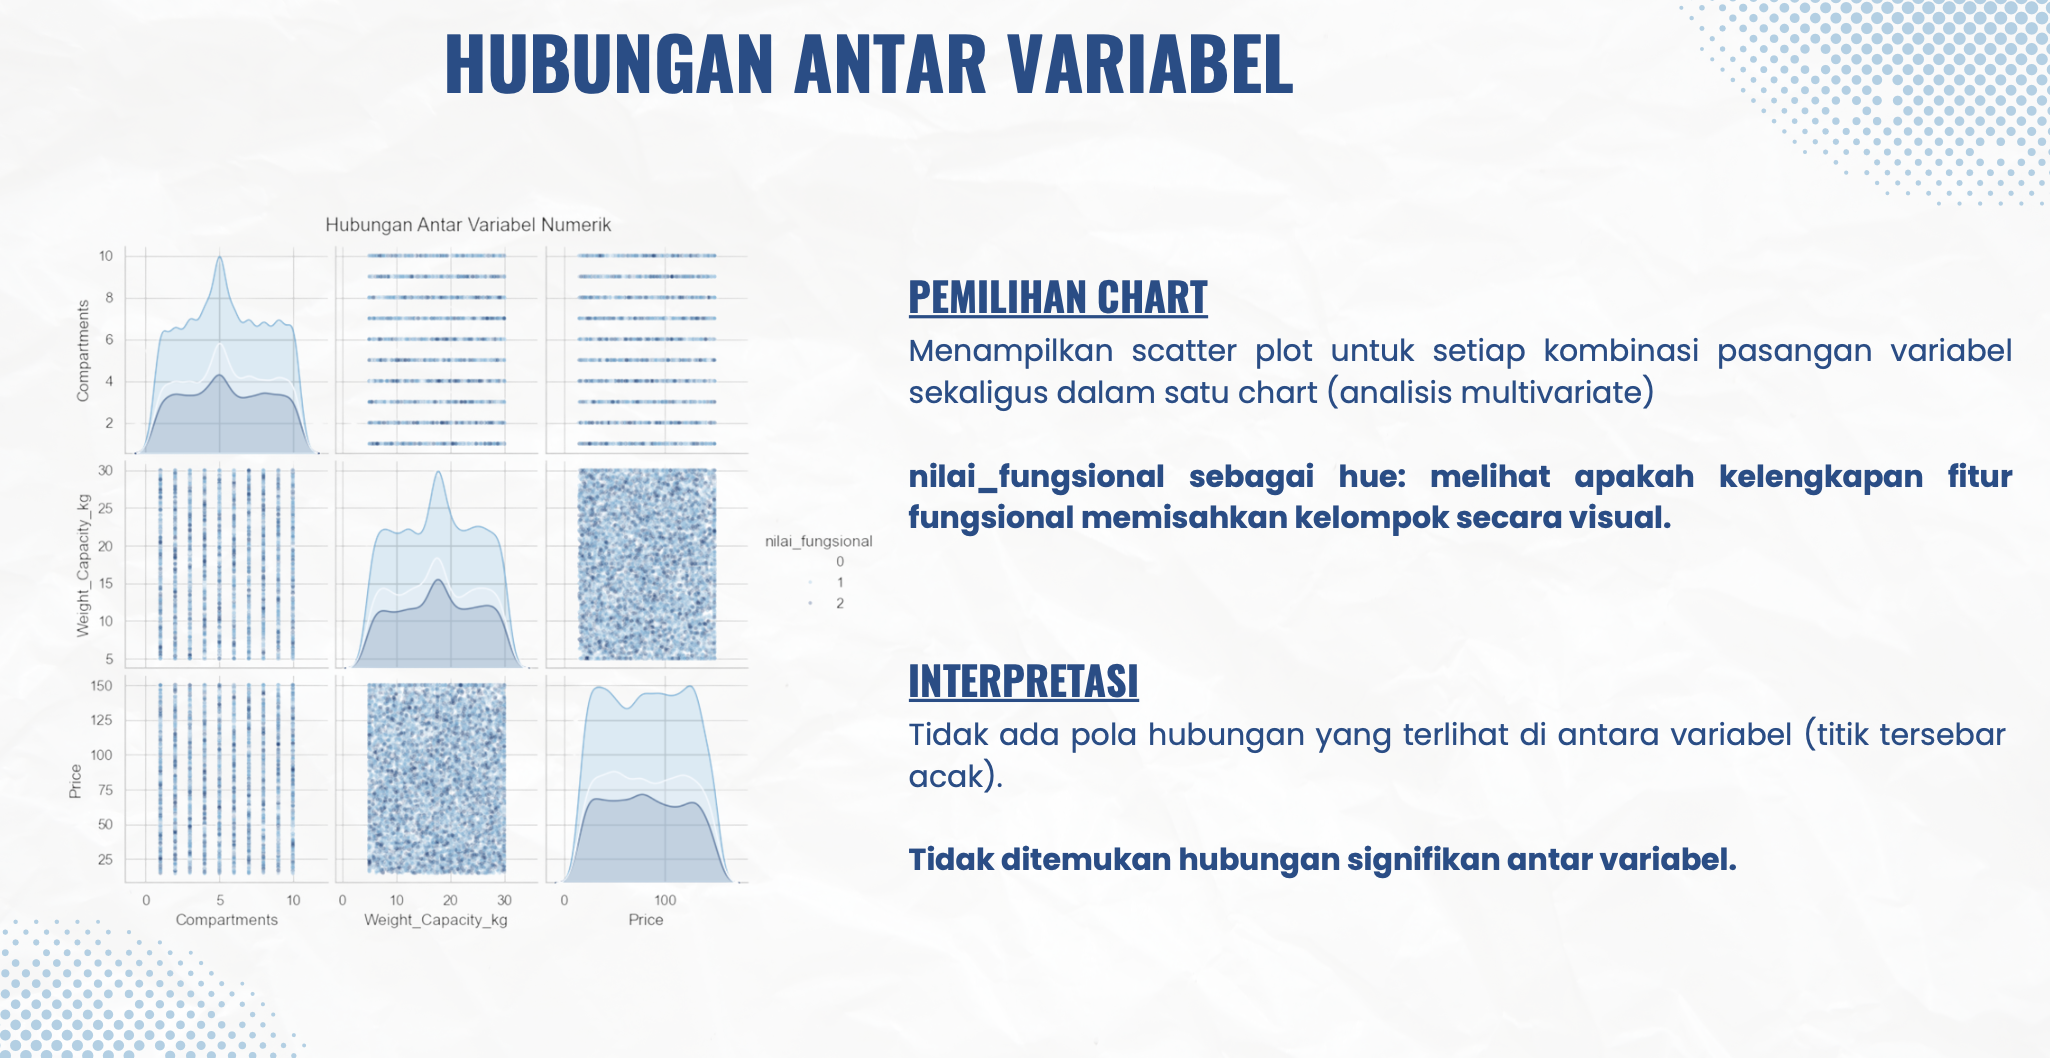 HUBUNGAN ANTAR VARIABEL
Hubungan Antar Variabel Numerik
Compartments
10
8
6
4
2
Weight_Capacity_kg
30
25
20
15
10
5
Price
150
125
100
75
50
25
0 5 10
Compartments
0 10 20 30
Weight_Capacity_kg
0 100
Price
nilai_fungsional
0
1
2
PEMILIHAN CHART
Menampilkan scatter plot untuk setiap kombinasi pasangan variabel
sekaligus dalam satu chart (analisis multivariate)
nilai_fungsional sebagai hue: melihat apakah kelengkapan fitur
fungsional memisahkan kelompok secara visual.
INTERPRETASI
Tidak ada pola hubungan yang terlihat di antara variabel (titik tersebar
acak).
Tidak ditemukan hubungan signifikan antar variabel.